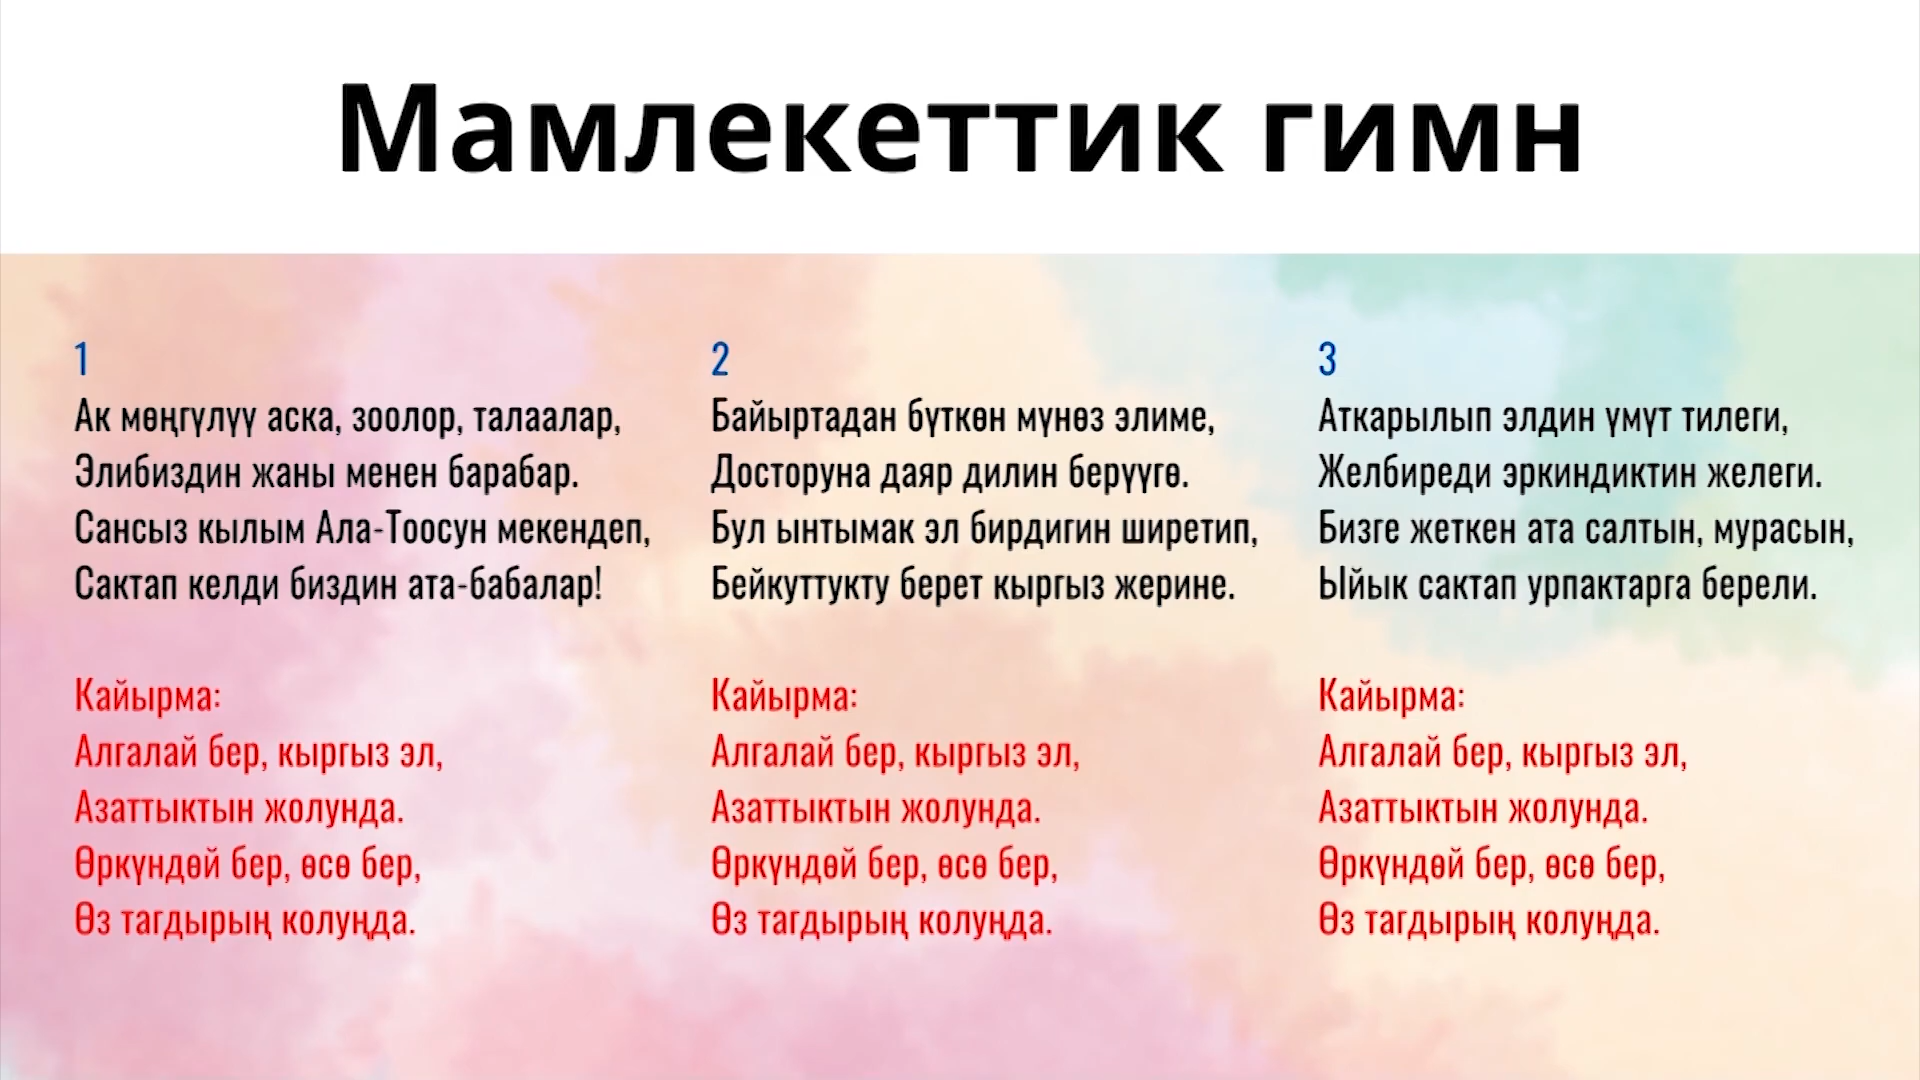 Мамлекеттик гимн
1
Ак мөңгүлүү аска, зоолор, талаалар,
Элибиздин жаны менен барабар.
Сансыз кылым Ала-Тоосун мекендеп,
Сактап келди биздин ата-бабалар!
Кайырма:
Алгалай бер, кыргыз эл,
Азаттыктын жолунда.
Өркүндөй бер, өсө бер,
Өз тагдырың колуңда.
2
Байыртадан бүткөн мүнөз элиме,
Досторуна даяр дилин берүүгө.
Бул ынтымак эл бирдигин ширетип,
Бейкуттукту берет кыргыз жерине.
Кайырма:
Алгалай бер, кыргыз эл,
Азаттыктын жолунда.
Өркүндөй бер, өсө бер,
Өз тагдырың колуңда.
3
Аткарылып элдин үмүт тилеги,
Желбиреди эркиндиктин желеги.
Бизге жеткен ата салтын, мурасын,
Ыйык сактап урпактарга берели.
Кайырма:
Алгалай бер, кыргыз эл,
Азаттыктын жолунда.
Өркүндөй бер, өсө бер,
Өз тагдырың колуңда.